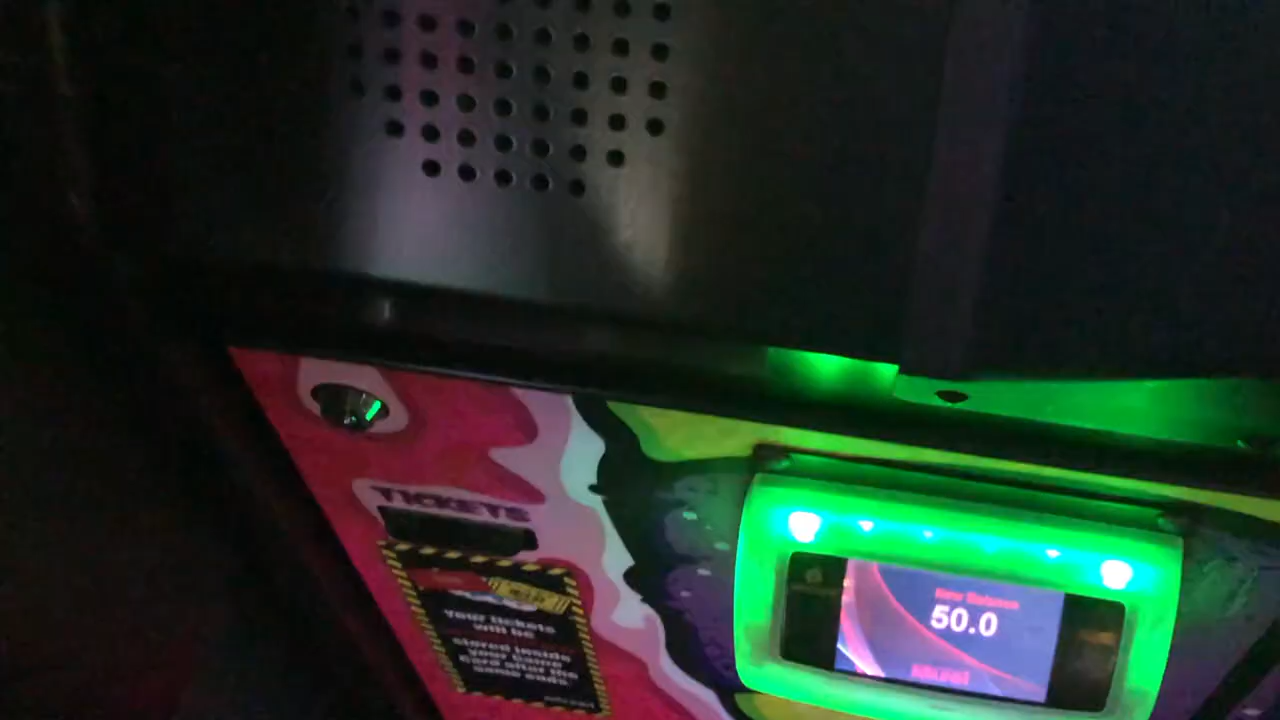 TICKETS
Your tickets
will be
stored inside
your Game
Card after the
game ends.
New Balance
50.0